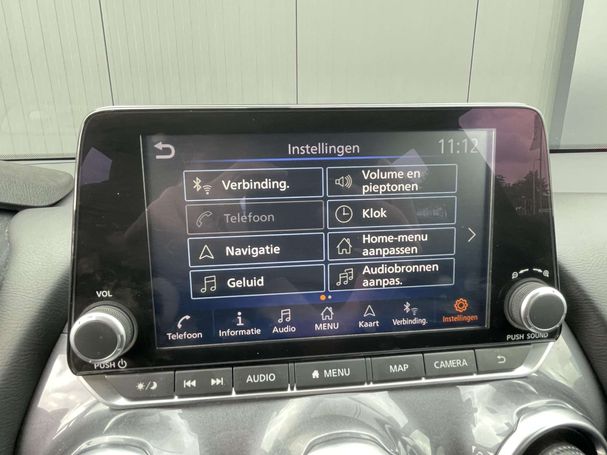 Instellingen
11:12
Verbinding.
Volume en
pieptonen
Telefoon
Klok
Navigatie
Home-menu
aanpassen
Geluid
Audiobronnen
aanpas.
Telefoon
Informatie
Audio
MENU
Kaart
Verbinding.
Instellingen
VOL
PUSH
PUSH SOUND
AUDIO
MENU
MAP
CAMERA